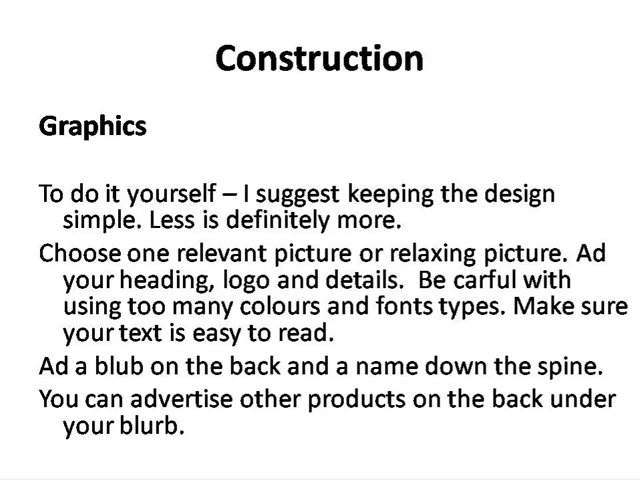 Construction
Graphics
To do it yourself – I suggest keeping the design
simple. Less is definitely more.
Choose one relevant picture or relaxing picture. Ad
your heading, logo and details.  Be carful with
using too many colours and fonts types. Make sure
your text is easy to read.
Ad a blub on the back and a name down the spine.
You can advertise other products on the back under
your blurb.